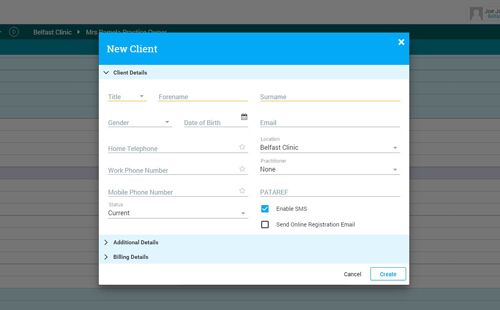 Joe J
Belfast Clinic
Mrs Pamela Practice Owner
New Client
Client Details
Title Forename Surname
Gender Date of Birth Email
Home Telephone
Location
Belfast Clinic
Work Phone Number
Practitioner
None
Mobile Phone Number PATAREF
Status
Current
Enable SMS
Send Online Registration Email
Additional Details
Billing Details
Cancel Create